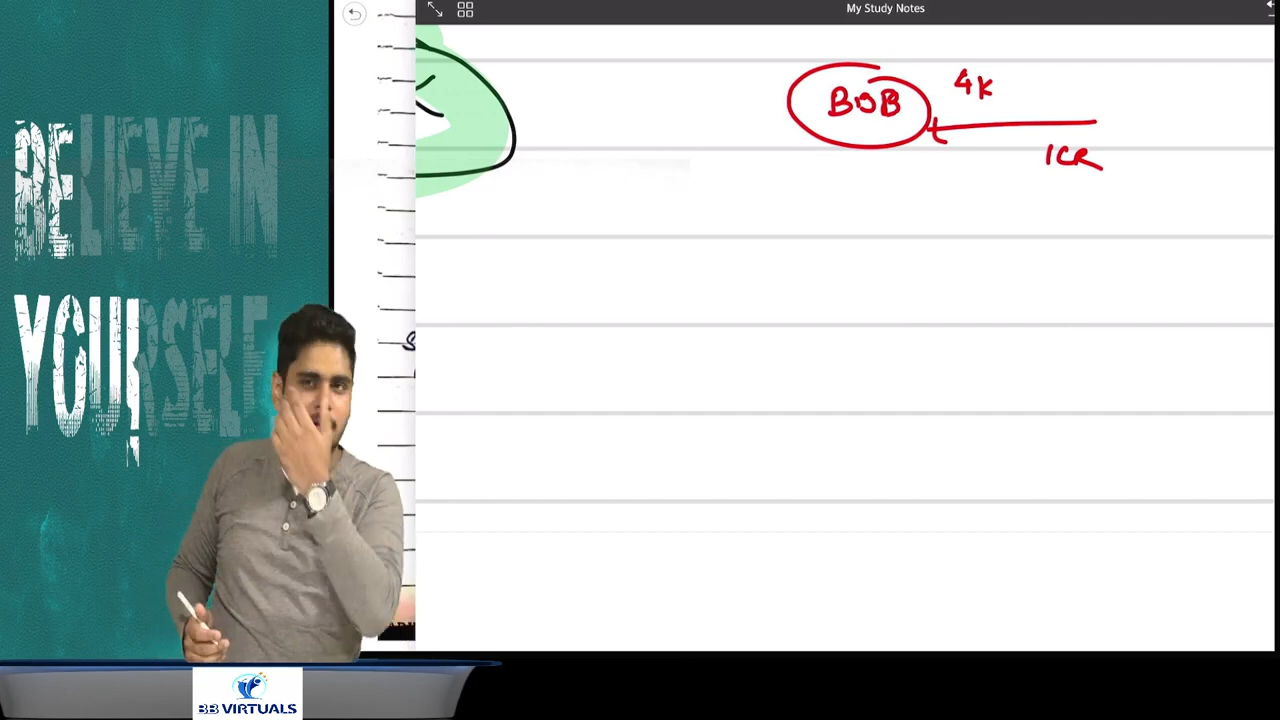 My Study Notes
BOB
4K
1CR
BELIEVE IN
YOURSELF
BB VIRTUALS